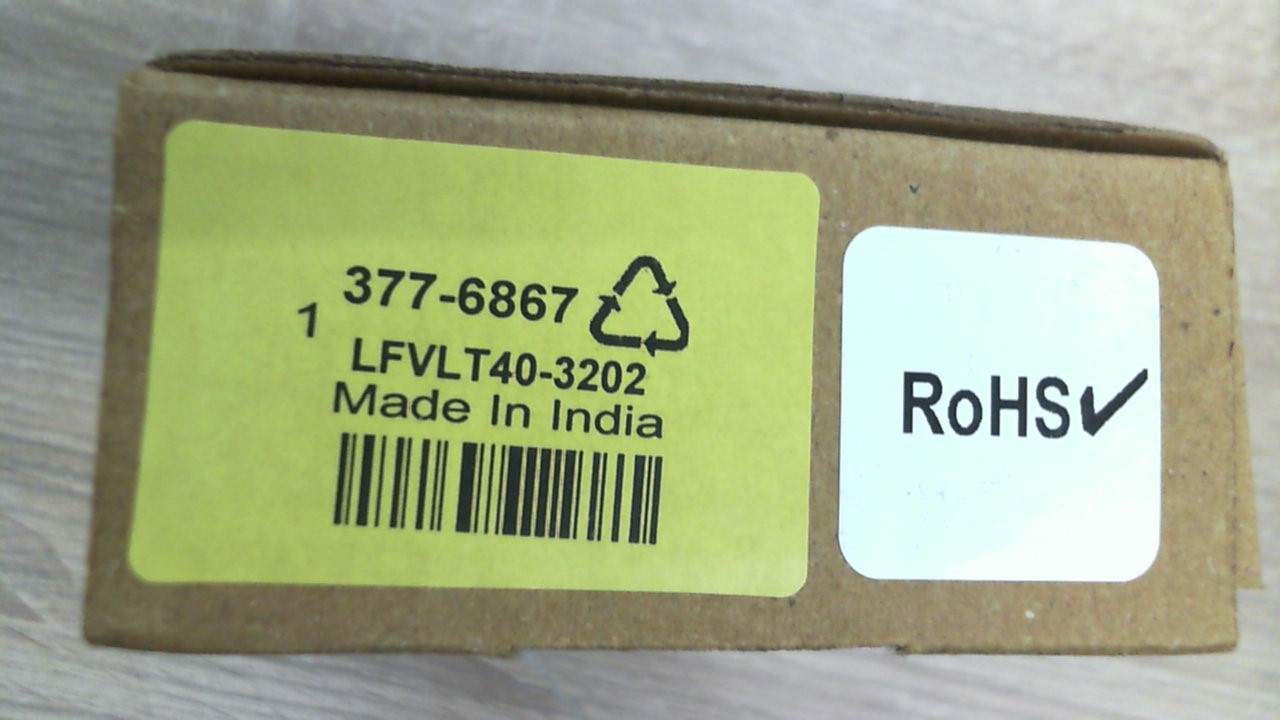 377-6867
1
LFVLT40-3202
Made In India
RoHS✓